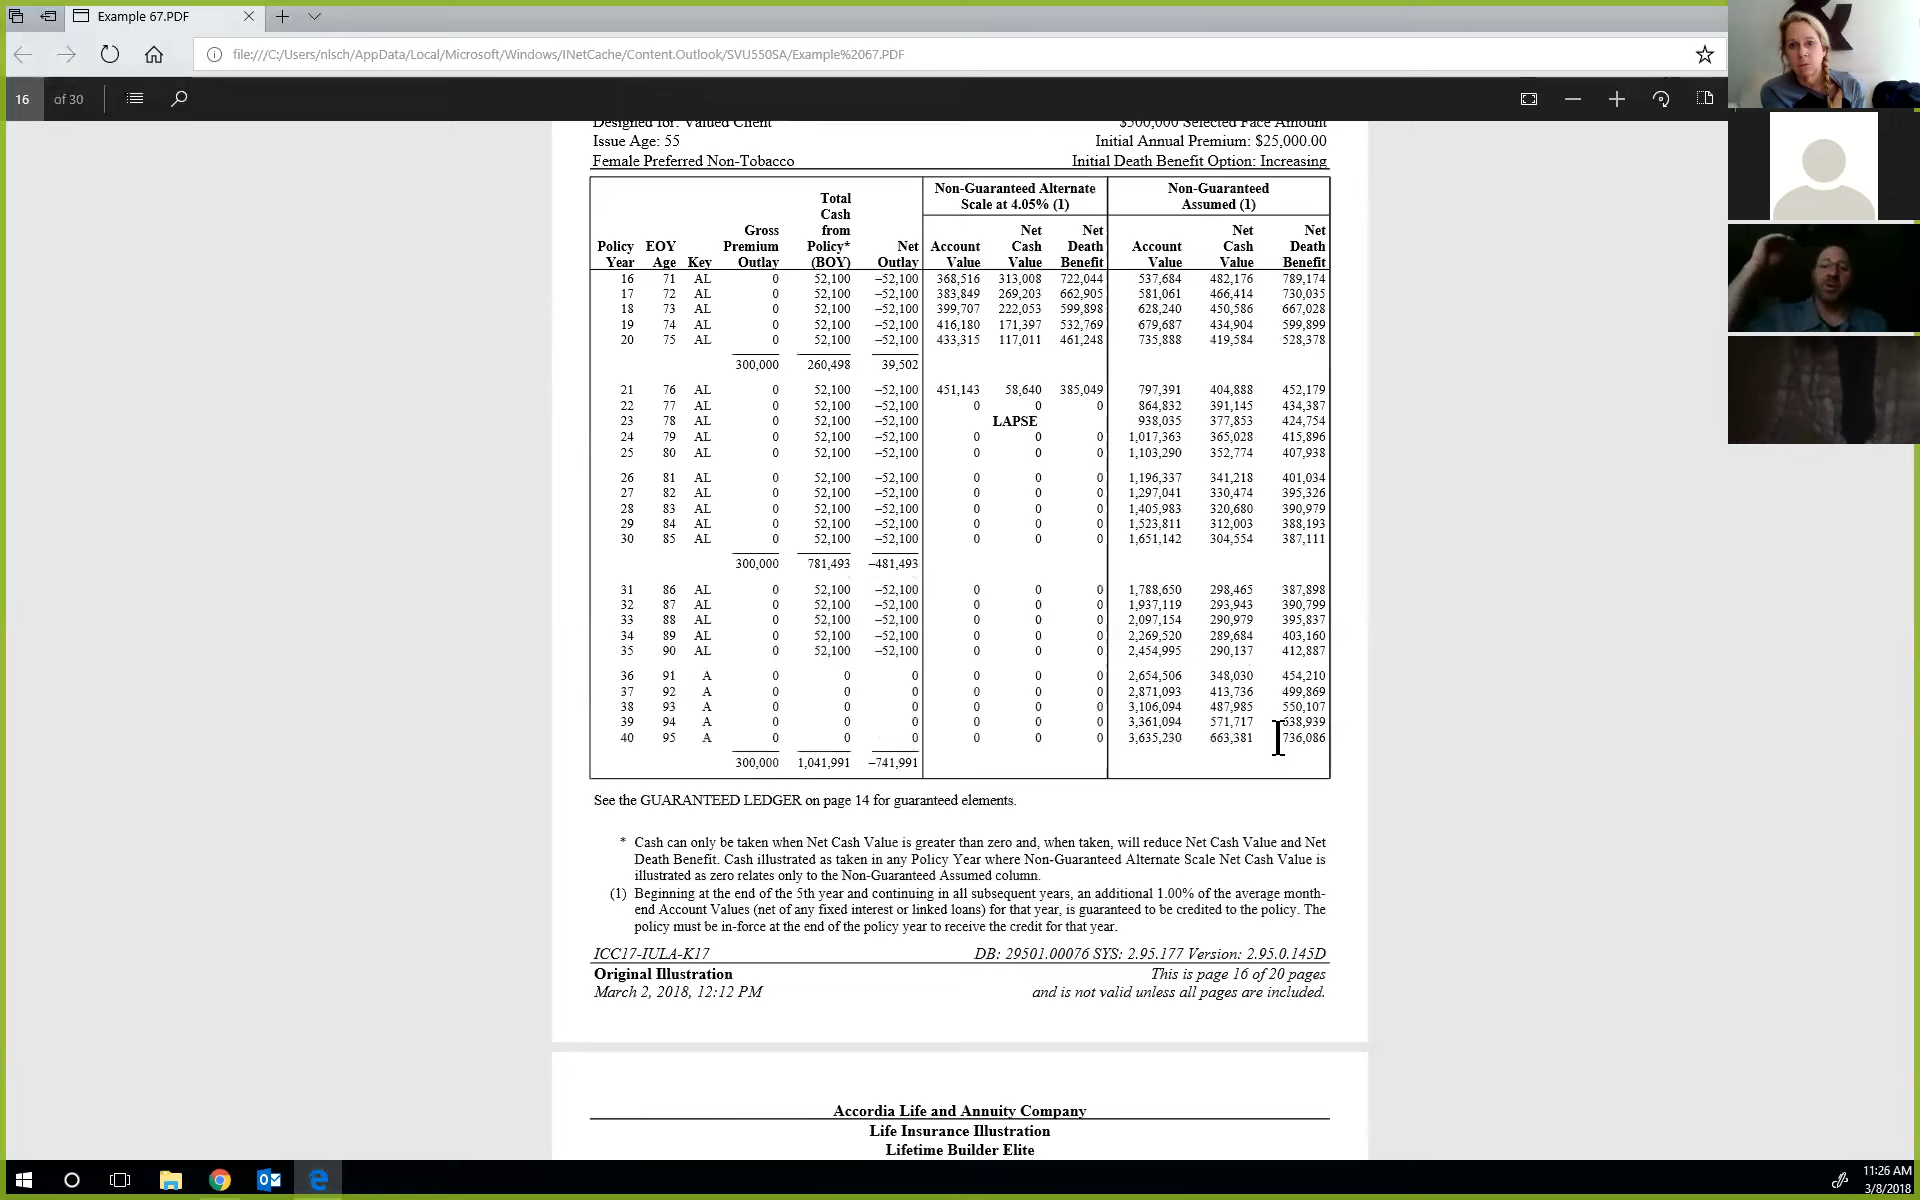 Example 67.PDF
file:///C:/Users/nlsch/AppData/Local/Microsoft/Windows/INetCache/Content.Outlook/SVU550SA/Example%2067.PDF
16 of 30
Designed for: Valued Client $500,000 Selected Face Amount
Issue Age: 55 Initial Annual Premium: $25,000.00
Female Preferred Non-Tobacco Initial Death Benefit Option: Increasing
Non-Guaranteed Alternate Non-Guaranteed
Scale at 4.05% (1) Assumed (1)
Total
Cash
Gross from Net Net Net Net
Policy EOY Premium Policy* Net Account Cash Death Account Cash Death
Year Age Key Outlay (BOY) Outlay Value Value Benefit Value Value Benefit
16 71 AL 0 52,100 –52,100 368,516 313,008 722,044 537,684 482,176 789,174
17 72 AL 0 52,100 –52,100 383,849 269,203 662,905 581,061 466,414 730,035
18 73 AL 0 52,100 –52,100 399,707 222,053 599,898 628,240 450,586 667,028
19 74 AL 0 52,100 –52,100 416,180 171,397 532,769 679,687 434,904 599,899
20 75 AL 0 52,100 –52,100 433,315 117,011 461,248 735,888 419,584 528,378
300,000 260,498 39,502
21 76 AL 0 52,100 –52,100 451,143 58,640 385,049 797,391 404,888 452,179
22 77 AL 0 52,100 –52,100 0 0 0 864,832 391,145 434,387
23 78 AL 0 52,100 –52,100 LAPSE 938,035 377,853 424,754
24 79 AL 0 52,100 –52,100 0 0 0 1,017,363 365,028 415,896
25 80 AL 0 52,100 –52,100 0 0 0 1,103,290 352,774 407,938
26 81 AL 0 52,100 –52,100 0 0 0 1,196,337 341,218 401,034
27 82 AL 0 52,100 –52,100 0 0 0 1,297,041 330,474 395,326
28 83 AL 0 52,100 –52,100 0 0 0 1,405,983 320,680 390,979
29 84 AL 0 52,100 –52,100 0 0 0 1,523,811 312,003 388,193
30 85 AL 0 52,100 –52,100 0 0 0 1,651,142 304,554 387,111
300,000 781,493 –481,493
31 86 AL 0 52,100 –52,100 0 0 0 1,788,650 298,465 387,898
32 87 AL 0 52,100 –52,100 0 0 0 1,937,119 293,943 390,799
33 88 AL 0 52,100 –52,100 0 0 0 2,097,154 290,979 395,837
34 89 AL 0 52,100 –52,100 0 0 0 2,269,520 289,684 403,160
35 90 AL 0 52,100 –52,100 0 0 0 2,454,995 290,137 412,887
36 91 A 0 0 0 0 0 0 2,654,506 348,030 454,210
37 92 A 0 0 0 0 0 0 2,871,093 413,736 499,869
38 93 A 0 0 0 0 0 0 3,106,094 487,985 550,107
39 94 A 0 0 0 0 0 0 3,361,094 571,717 638,939
40 95 A 0 0 0 0 0 0 3,635,230 663,381 736,086
300,000 1,041,991 –741,991
See the GUARANTEED LEDGER on page 14 for guaranteed elements.
* Cash can only be taken when Net Cash Value is greater than zero and, when taken, will reduce Net Cash Value and Net
Death Benefit. Cash illustrated as taken in any Policy Year where Non-Guaranteed Alternate Scale Net Cash Value is
illustrated as zero relates only to the Non-Guaranteed Assumed column.
(1) Beginning at the end of the 5th year and continuing in all subsequent years, an additional 1.00% of the average month-
end Account Values (net of any fixed interest or linked loans) for that year, is guaranteed to be credited to the policy. The
policy must be in-force at the end of the policy year to receive the credit for that year.
ICC17-IULA-K17 DB: 29501.00076 SYS: 2.95.177 Version: 2.95.0.145D
Original Illustration This is page 16 of 20 pages
March 2, 2018, 12:12 PM and is not valid unless all pages are included.
Accordia Life and Annuity Company
Life Insurance Illustration
Lifetime Builder Elite
11:26 AM
3/8/2018